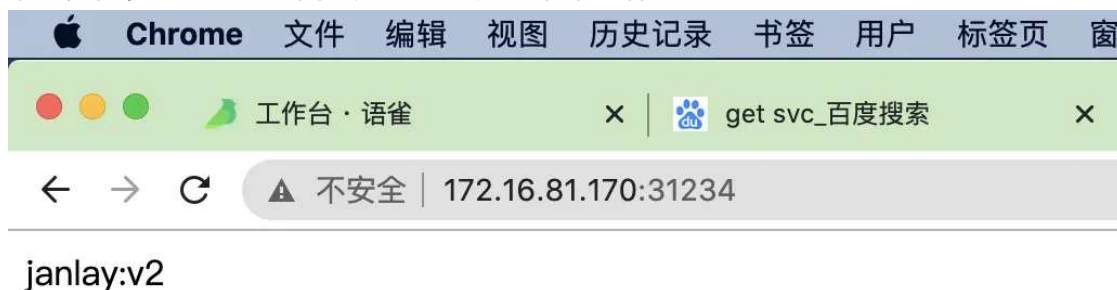 Chrome 文件 编辑 视图 历史记录 书签 用户 标签页 窗
工作台 · 语雀 × get svc_百度搜索 ×
不安全 172.16.81.170:31234
janlay:v2